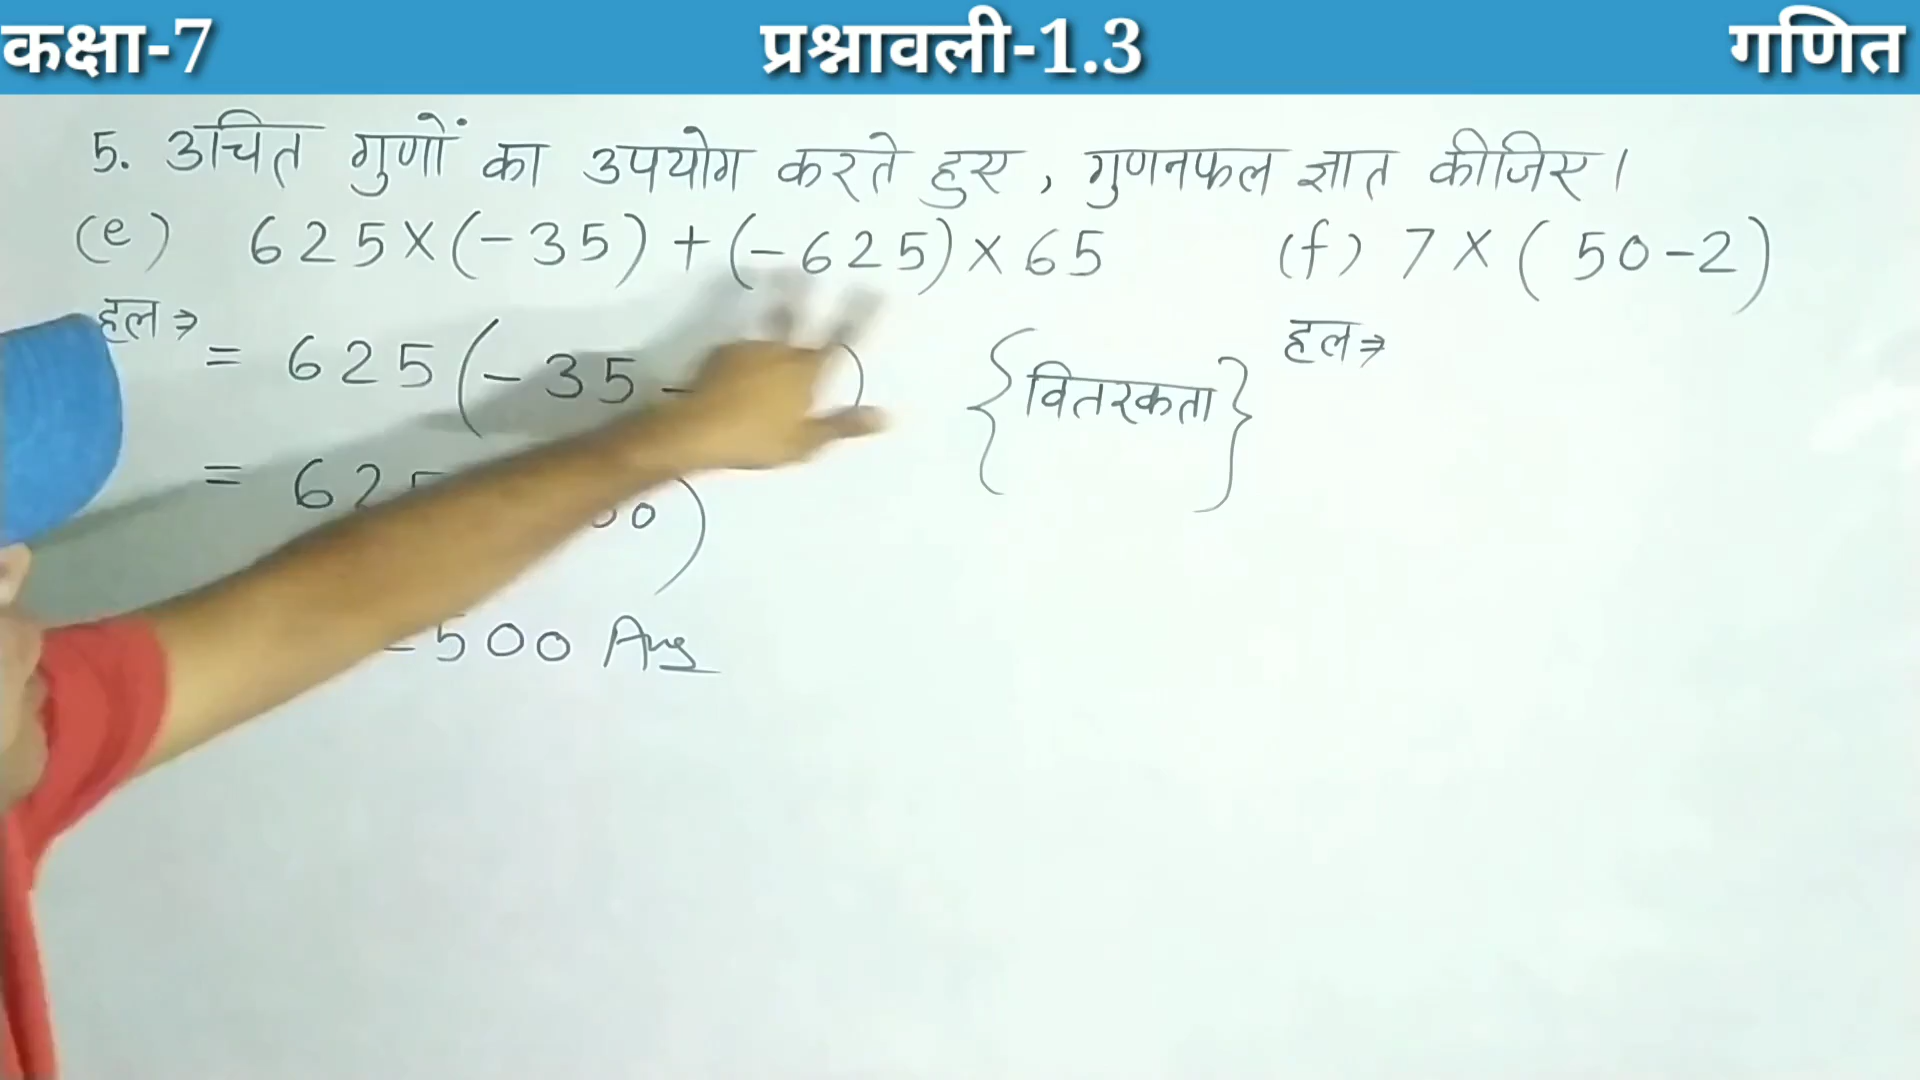 कक्षा-7 प्रश्नावली-1.3 गणित
5. उचित गुणों का उपयोग करते हुए, गुणनफल ज्ञात कीजिए।
(e) 625×(-35)+(-625)×65 (f) 7×(50-2)
हल⇒ हल⇒
= 625(-35- ) {वितरकता}
= 62 00)
500 Ans